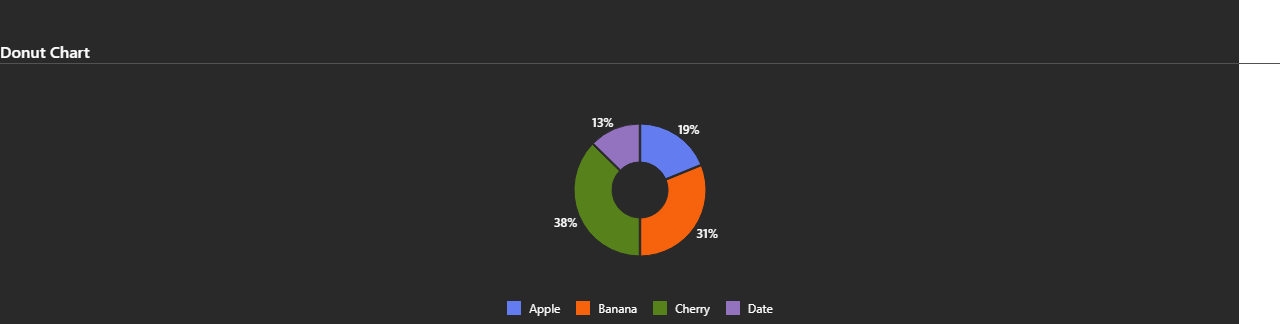 Donut Chart
13%
19%
38%
31%
Apple
Banana
Cherry
Date